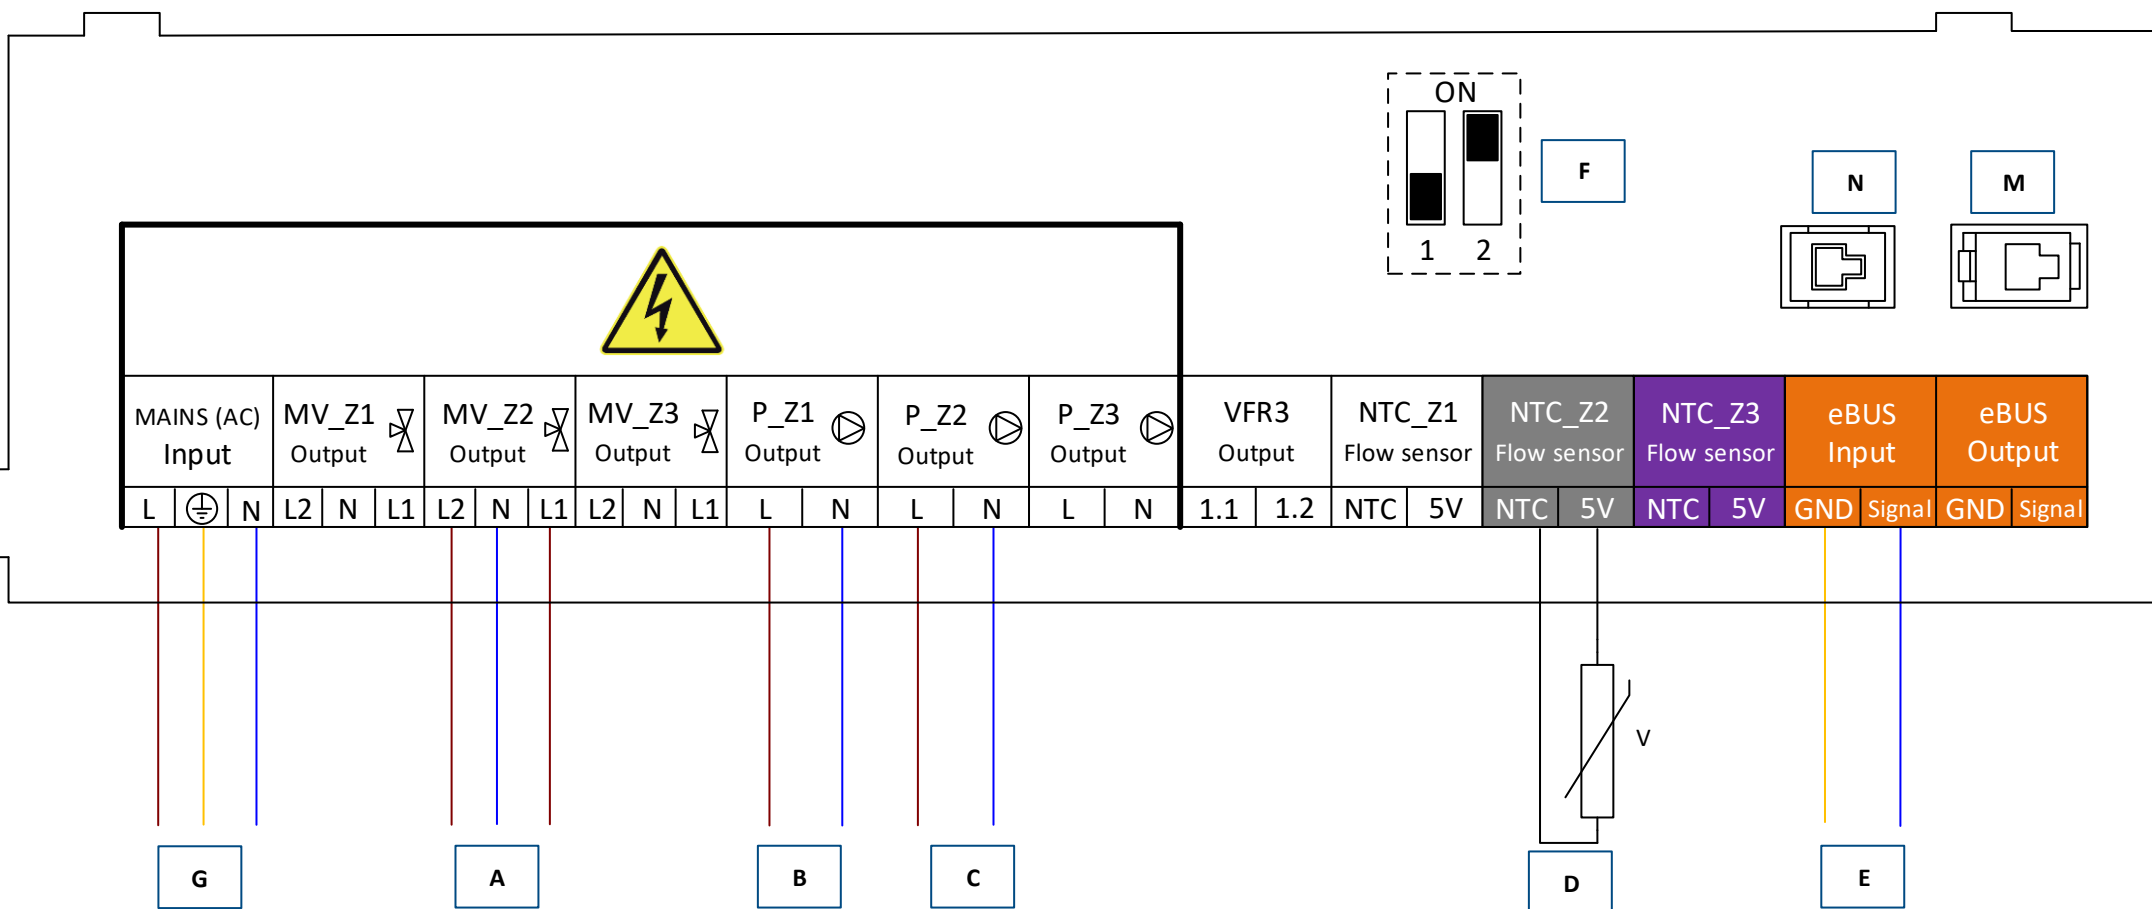 ON
F
N
M
1 2
MAINS (AC)
Input
MV_Z1
Output
MV_Z2
Output
MV_Z3
Output
P_Z1
Output
P_Z2
Output
P_Z3
Output
VFR3
Output
NTC_Z1
Flow sensor
NTC_Z2
Flow sensor
NTC_Z3
Flow sensor
eBUS
Input
eBUS
Output
L N L2 N L1 L2 N L1 L2 N L1 L N L N L N 1.1 1.2 NTC 5V NTC 5V NTC 5V GND Signal GND Signal
V
G
A
B
C
D
E